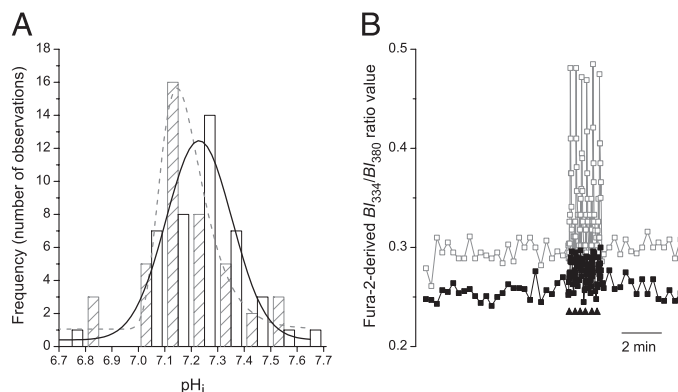 A
Frequency (number of observations)
18
16
14
12
10
8
6
4
2
0
6.7 6.8 6.9 7.0 7.1 7.2 7.3 7.4 7.5 7.6 7.7
pHi
B
Fura-2-derived BI334/BI380 ratio value
0.5
0.4
0.3
0.2
2 min